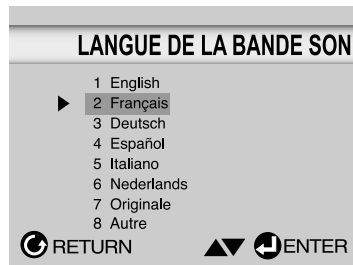 LANGUE DE LA BANDE SON
1 English
2 Français
3 Deutsch
4 Español
5 Italiano
6 Nederlands
7 Originale
8 Autre
RETURN ENTER